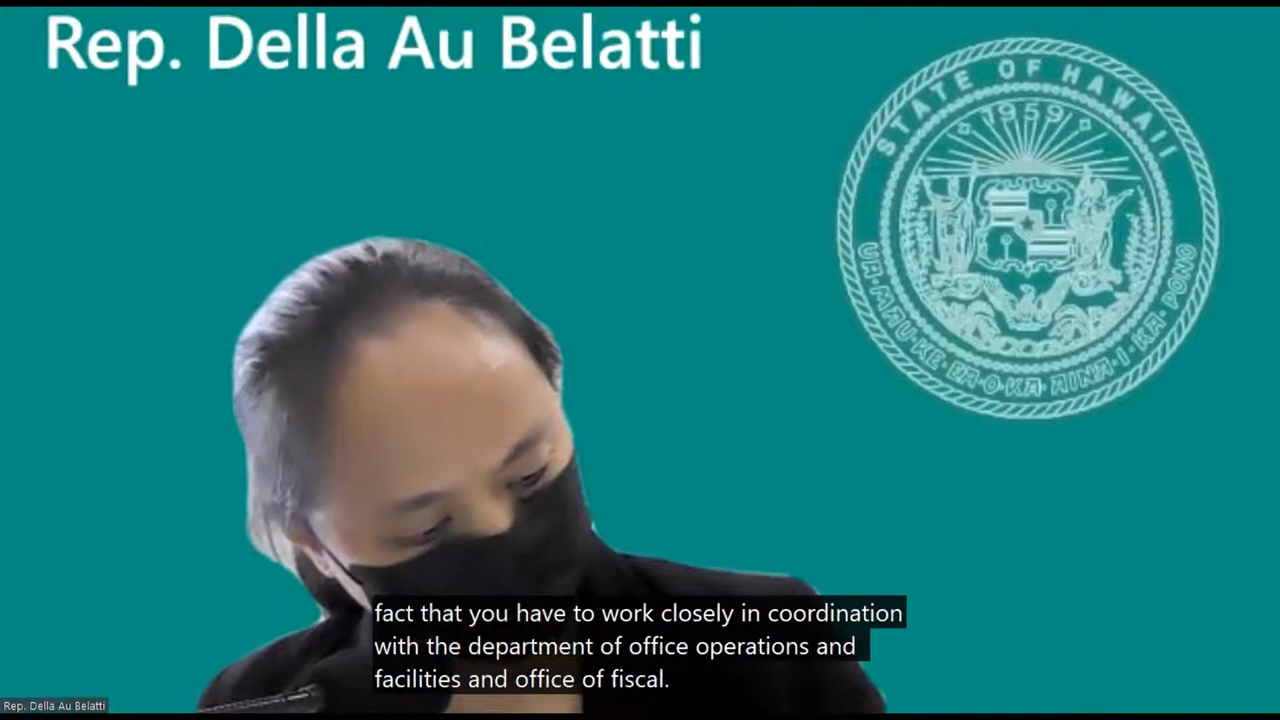 Rep. Della Au Belatti
STATE OF HAWAII
1959
UA·MAU·KE·EA·O·KA·AINA·I·KA·PONO
fact that you have to work closely in coordination
with the department of office operations and
facilities and office of fiscal.
Rep. Della Au Belatti